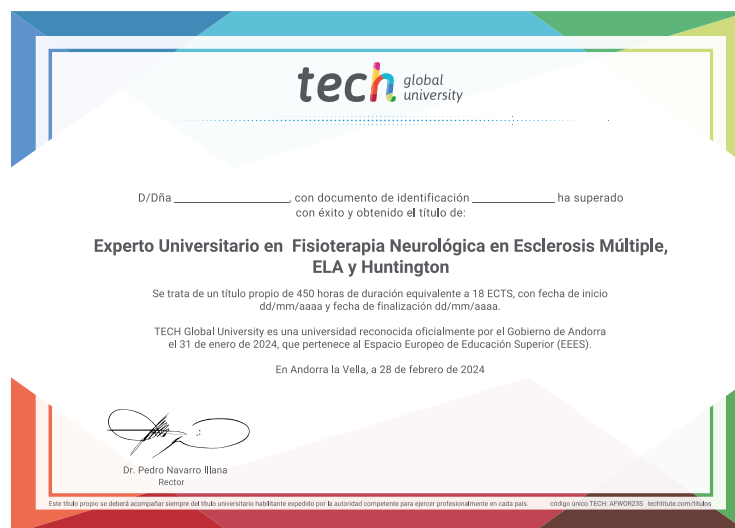 tech global university
D/Dña ____________________, con documento de identificación ______________ ha superado
con éxito y obtenido el título de:
Experto Universitario en Fisioterapia Neurológica en Esclerosis Múltiple,
ELA y Huntington
Se trata de un título propio de 450 horas de duración equivalente a 18 ECTS, con fecha de inicio
dd/mm/aaaa y fecha de finalización dd/mm/aaaa.
TECH Global University es una universidad reconocida oficialmente por el Gobierno de Andorra
el 31 de enero de 2024, que pertenece al Espacio Europeo de Educación Superior (EEES).
En Andorra la Vella, a 28 de febrero de 2024
Dr. Pedro Navarro Illana
Rector
Este título propio se deberá acompañar siempre del título universitario habilitante expedido por la autoridad competente para ejercer profesionalmente en cada país. código único TECH: AFWOR23S techtitute.com/titulos